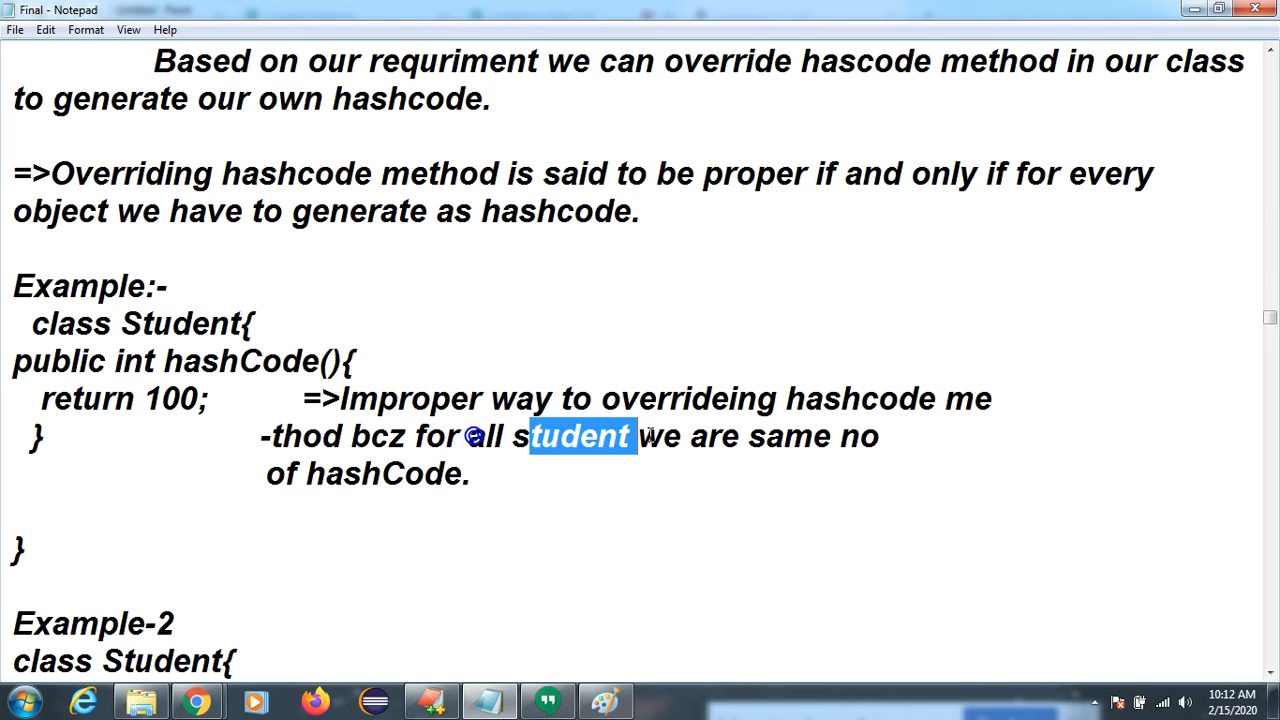 Final - Notepad
File Edit Format View Help
Based on our requriment we can override hascode method in our class
to generate our own hashcode.
=>Overriding hashcode method is said to be proper if and only if for every
object we have to generate as hashcode.
Example:-
class Student{
public int hashCode(){
return 100; =>Improper way to overrideing hashcode me
} -thod bcz for all student we are same no
of hashCode.
}
Example-2
class Student{
10:12 AM
2/15/2020